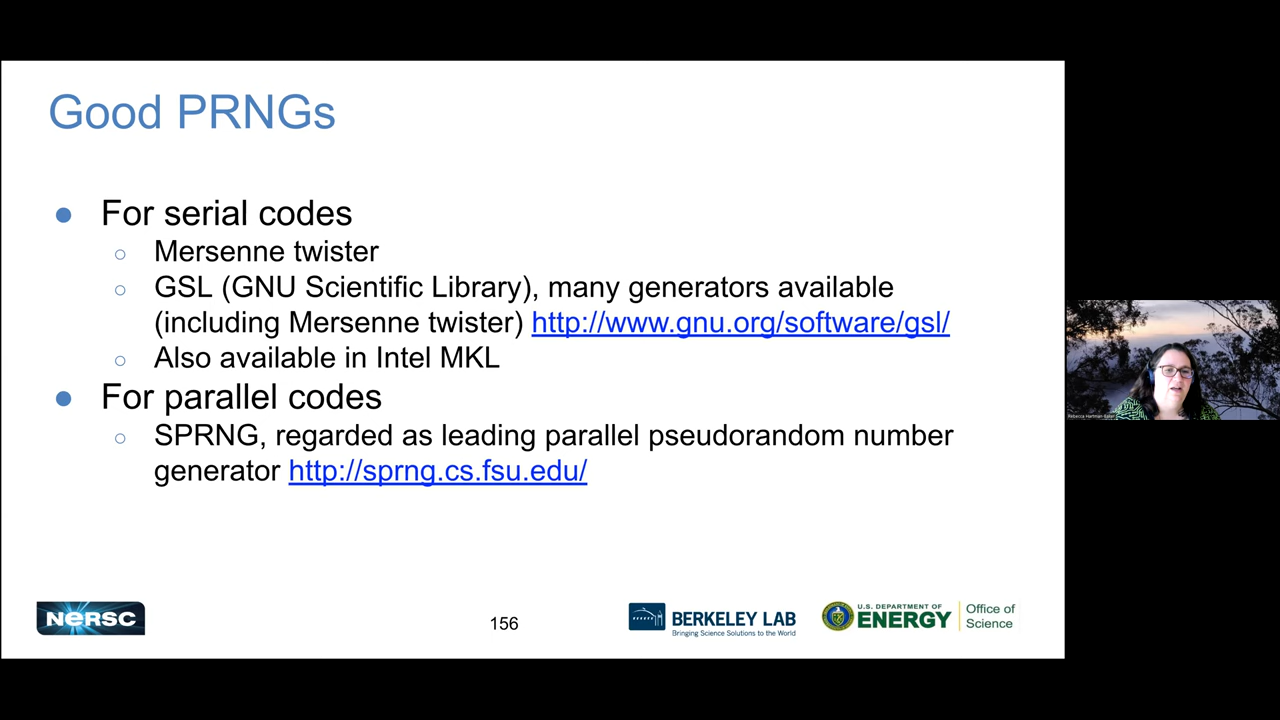 Good PRNGs
● For serial codes
○ Mersenne twister
○ GSL (GNU Scientific Library), many generators available
(including Mersenne twister) http://www.gnu.org/software/gsl/
○ Also available in Intel MKL
● For parallel codes
○ SPRNG, regarded as leading parallel pseudorandom number
generator http://sprng.cs.fsu.edu/
Rebecca Hartman-Baker
NERSC
156
BERKELEY LAB
Bringing Science Solutions to the World
U.S. DEPARTMENT OF
ENERGY
Office of
Science